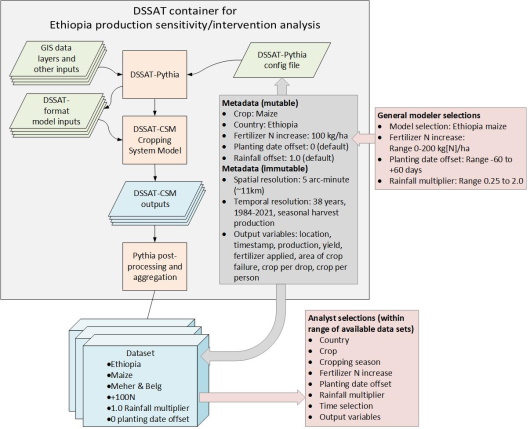 DSSAT container for
Ethiopia production sensitivity/intervention analysis
GIS data
layers and
other inputs
DSSAT-Pythia
DSSAT-Pythia
config file
DSSAT-
format
model inputs
DSSAT-CSM
Cropping
System Model
DSSAT-CSM
outputs
Pythia post-
processing and
aggregation
Metadata (mutable)
• Crop: Maize
• Country: Ethiopia
• Fertilizer N increase: 100 kg/ha
• Planting date offset: 0 (default)
• Rainfall offset: 1.0 (default)
Metadata (immutable)
• Spatial resolution: 5 arc-minute
(~11km)
• Temporal resolution: 38 years,
1984-2021, seasonal harvest
production
• Output variables: location,
timestamp, production, yield,
fertilizer applied, area of crop
failure, crop per drop, crop per
person
General modeler selections
• Model selection: Ethiopia maize
• Fertilizer N increase:
Range 0-200 kg[N]/ha)
• Planting date offset: Range -60 to
+60 days
• Rainfall multiplier: Range 0.25 to 2.0
Dataset
•Ethiopia
•Maize
•Meher & Belg
•+100N
•1.0 Rainfall multiplier
•0 planting date offset
Analyst selections (within
range of available data sets)
• Country
• Crop
• Cropping season
• Fertilizer N increase
• Planting date offset
• Rainfall multiplier
• Time selection
• Output variables